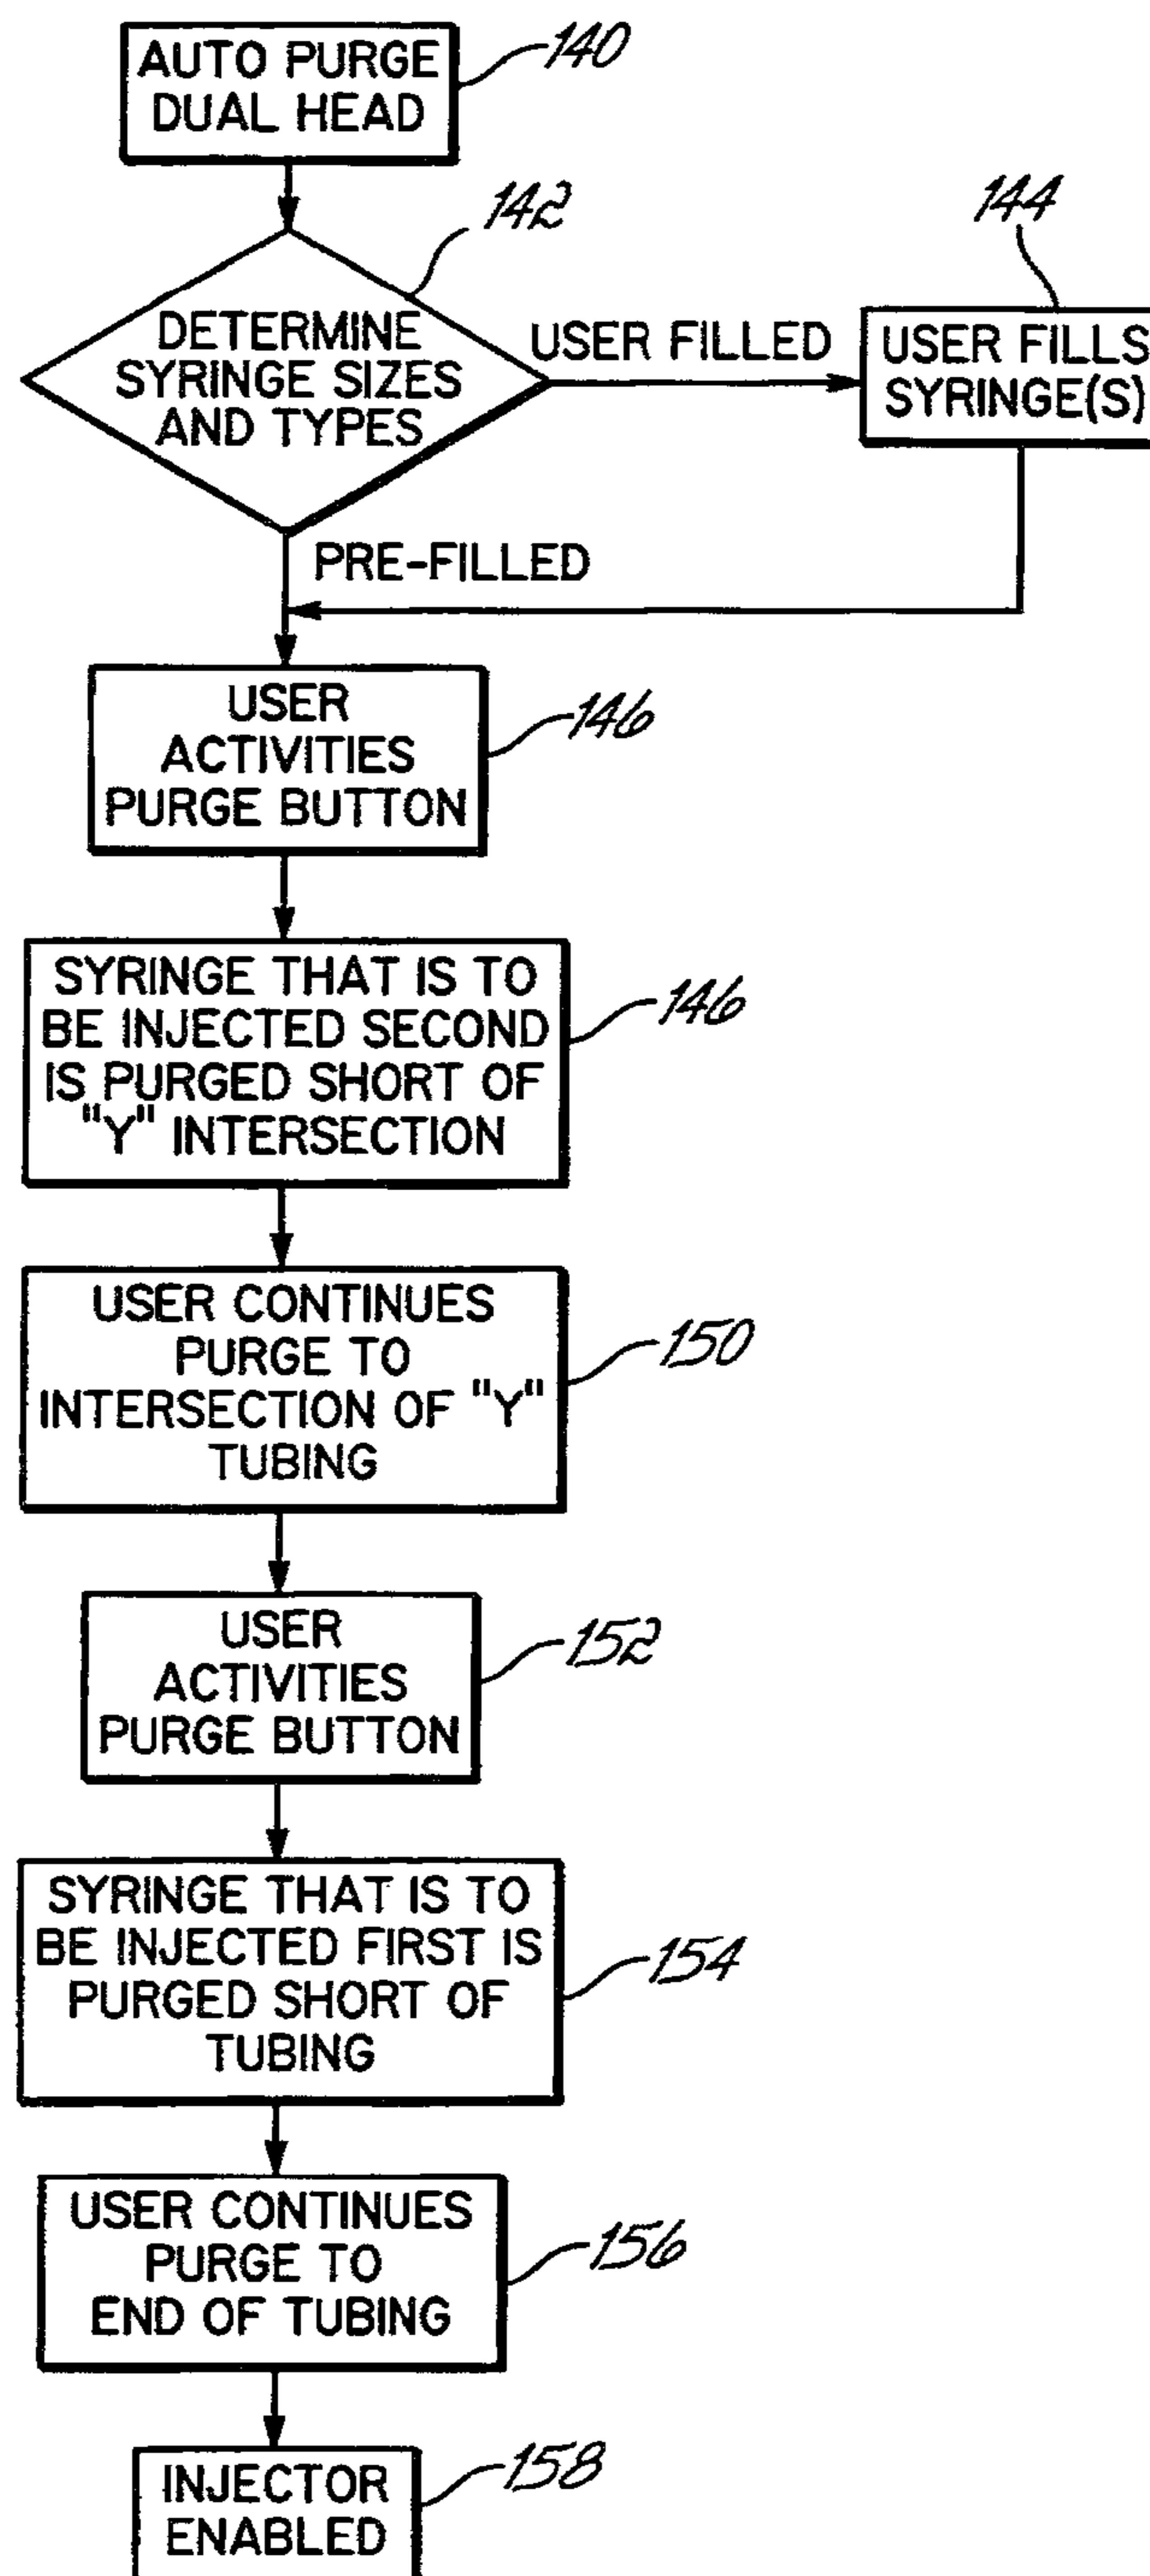 AUTO PURGE
DUAL HEAD
140
142
DETERMINE
SYRINGE SIZES
AND TYPES
USER FILLED
144
USER FILLS
SYRINGE(S)
PRE-FILLED
USER
ACTIVITIES
PURGE BUTTON
146
SYRINGE THAT IS TO
BE INJECTED SECOND
IS PURGED SHORT OF
"Y" INTERSECTION
146
USER CONTINUES
PURGE TO
INTERSECTION OF "Y"
TUBING
150
USER
ACTIVITIES
PURGE BUTTON
152
SYRINGE THAT IS TO
BE INJECTED FIRST IS
PURGED SHORT OF
TUBING
154
USER CONTINUES
PURGE TO
END OF TUBING
156
INJECTOR
ENABLED
158